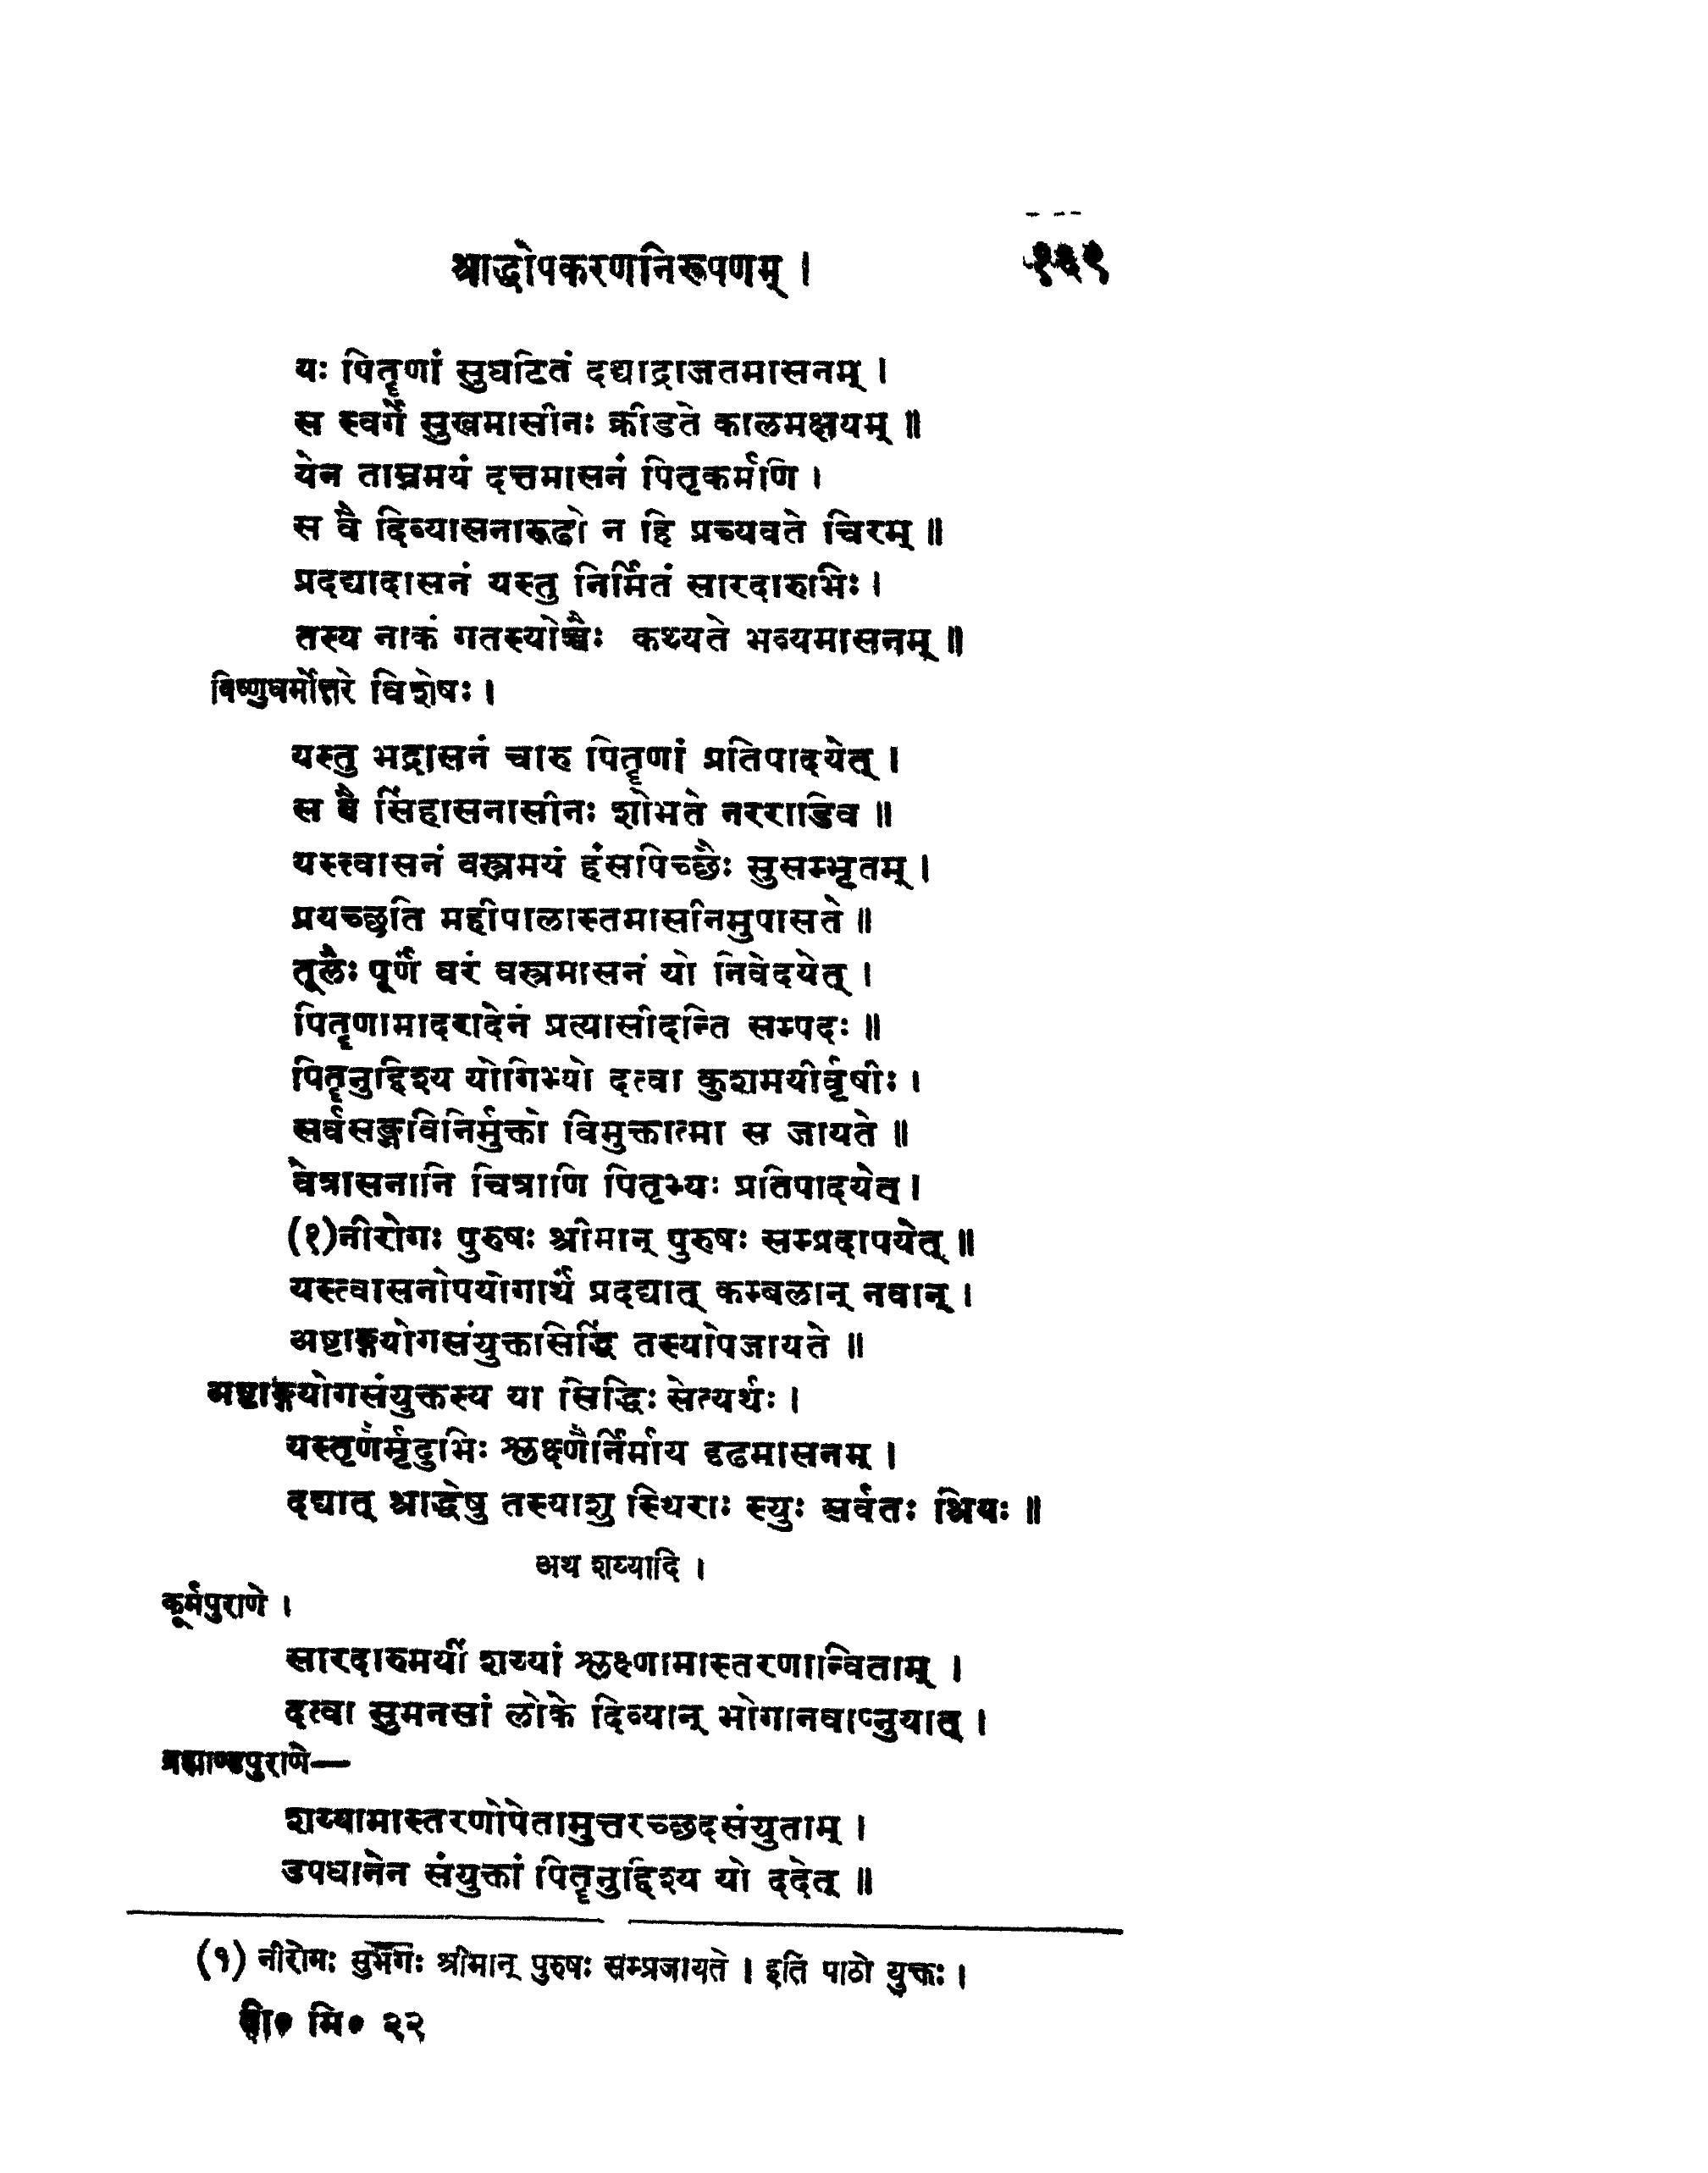 श्राद्धोपकरणनिरूपणम् । १६९
यः पितॄणां सुघटितं दद्याद्राजतमासनम् ।
स स्वर्गे सुखमासीनः क्रीडते कालमक्षयम् ॥
येन ताम्रमयं दत्तमासनं पितृकर्मणि ।
स वै दिव्यासनारूढो न हि प्रच्यवते चिरम् ॥
प्रदद्यादासनं यस्तु निर्मितं सारदारुभिः ।
तस्य नाकं गतस्योच्चैः कथ्यते भव्यमासनम् ॥
विष्णुधर्मोत्तरे विशेषः ।
यस्तु भद्रासनं चारु पितॄणां प्रतिपादयेत् ।
स वै सिंहासनासीनः शोभते नरराडिव ॥
यस्त्वासनं वस्त्रमयं हंसपिच्छैः सुसम्भृतम् ।
प्रयच्छति महीपालास्तमासनिमुपासते ॥
तूलैः पूर्णं वरं वस्त्रमासनं यो निवेदयेत् ।
पितॄणामादरादेनं प्रत्यासीदन्ति सम्पदः ॥
पितॄनुद्दिश्य योगिभ्यो दत्वा कुशमयीर्वृषीः ।
सर्वसङ्गविनिर्मुक्तो विमुक्तात्मा स जायते ॥
वेत्रासनानि चित्राणि पितृभ्यः प्रतिपादयेत् ।
(१)नीरोगः पुरुषः श्रीमान् पुरुषः सम्प्रदापयेत् ॥
यस्त्वासनोपयोगार्थं प्रदद्यात् कम्बलान् नवान् ।
अष्टाङ्गयोगसंयुक्तासिद्धिं तस्योपजायते ॥
अष्टाङ्गयोगसंयुक्तस्य या सिद्धिः सेत्यर्थः ।
यस्तृणैर्मृदुभिः श्लक्ष्णैर्निर्माय दृढमासनम् ।
दद्यात् श्राद्धेषु तस्याशु स्थिराः स्युः सर्वतः श्रियः ॥
अथ शय्यादि ।
कूर्मपुराणे ।
सारदारुमयीं शय्यां श्लक्ष्णामास्तरणान्विताम् ।
दत्वा सुमनसां लोके दिव्यान् भोगानवाप्नुयात् ।
ब्रह्माण्डपुराणे—
शय्यामास्तरणोपेतामुत्तरच्छदसंयुताम् ।
उपधानेन संयुक्तां पितॄनुद्दिश्य यो ददेत् ॥
(१) नीरोगः सुभगः श्रीमान् पुरुषः सम्प्रजायते । इति पाठो युक्तः ।
वी० मि० २२